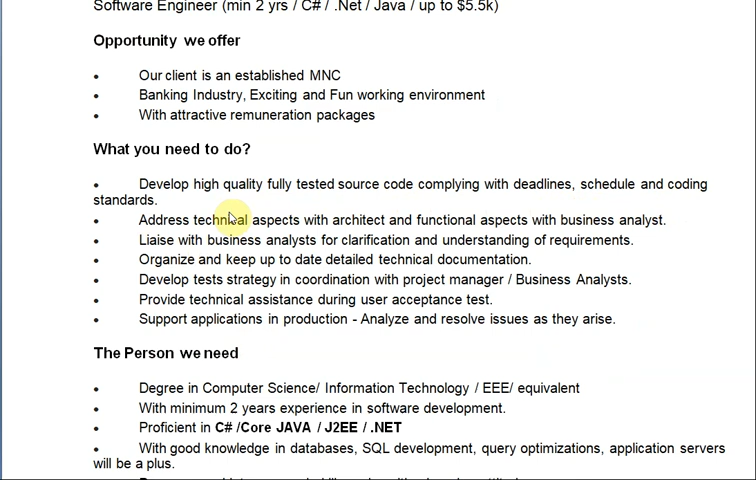 Software Engineer (min 2 yrs / C# / .Net / Java / up to $5.5k)
Opportunity we offer
• Our client is an established MNC
• Banking Industry, Exciting and Fun working environment
• With attractive remuneration packages
What you need to do?
• Develop high quality fully tested source code complying with deadlines, schedule and coding
standards.
• Address technical aspects with architect and functional aspects with business analyst.
• Liaise with business analysts for clarification and understanding of requirements.
• Organize and keep up to date detailed technical documentation.
• Develop tests strategy in coordination with project manager / Business Analysts.
• Provide technical assistance during user acceptance test.
• Support applications in production - Analyze and resolve issues as they arise.
The Person we need
• Degree in Computer Science/ Information Technology / EEE/ equivalent
• With minimum 2 years experience in software development.
• Proficient in C# /Core JAVA / J2EE / .NET
• With good knowledge in databases, SQL development, query optimizations, application servers
will be a plus.